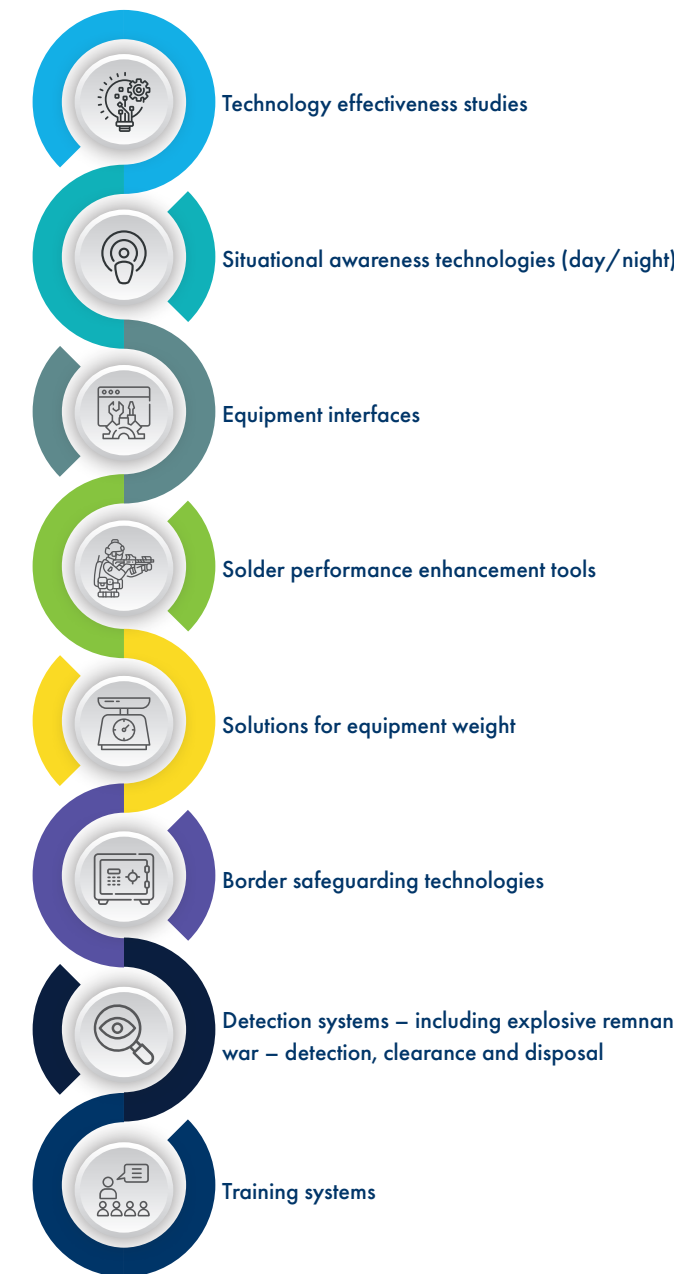 Technology effectiveness studies
Situational awareness technologies (day/night)
Equipment interfaces
Solder performance enhancement tools
Solutions for equipment weight
Border safeguarding technologies
Detection systems – including explosive remnan
war – detection, clearance and disposal
Training systems